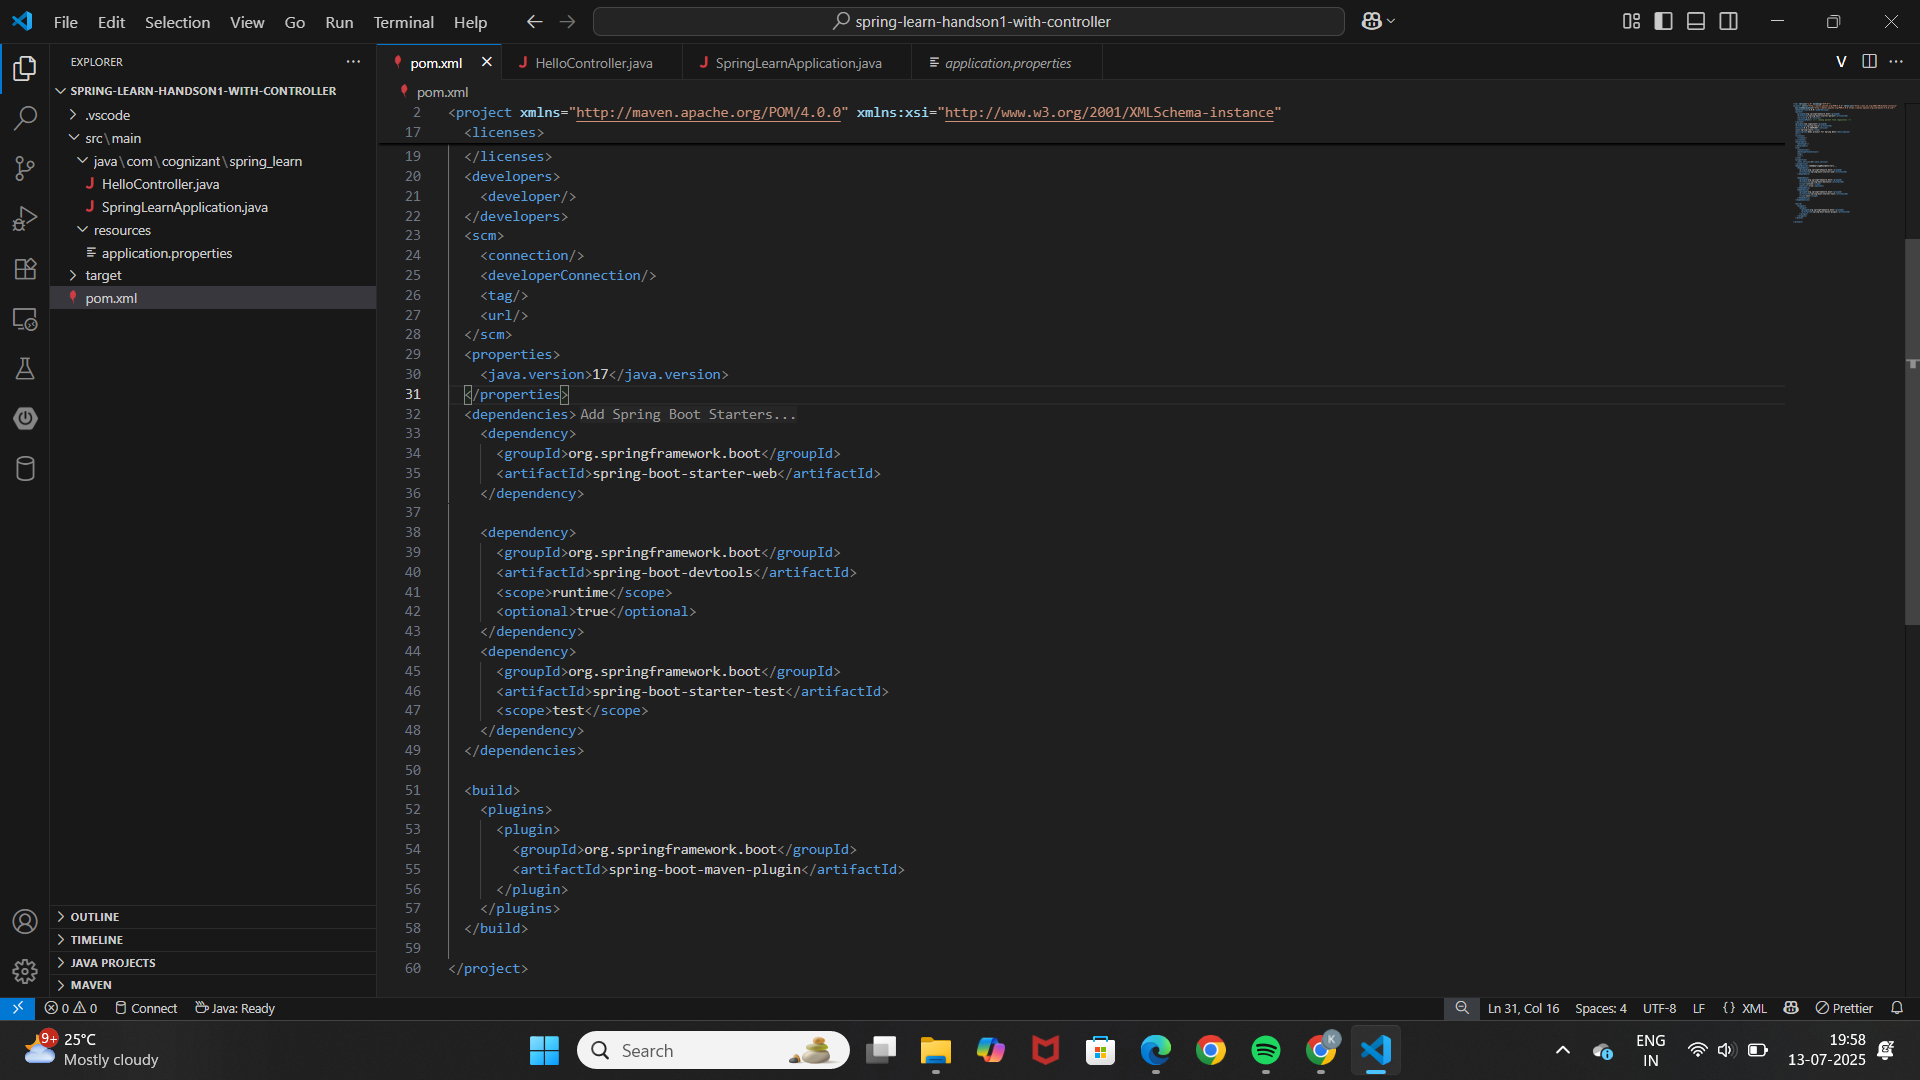 File Edit Selection View Go Run Terminal Help
spring-learn-handson1-with-controller
EXPLORER
SPRING-LEARN-HANDSON1-WITH-CONTROLLER
.vscode
src\main
java\com\cognizant\spring_learn
HelloController.java
SpringLearnApplication.java
resources
application.properties
target
pom.xml
OUTLINE
TIMELINE
JAVA PROJECTS
MAVEN
pom.xml HelloController.java SpringLearnApplication.java application.properties
V
pom.xml
2 <project xmlns="http://maven.apache.org/POM/4.0.0" xmlns:xsi="http://www.w3.org/2001/XMLSchema-instance"
17 <licenses>
19 </licenses>
20 <developers>
21 <developer/>
22 </developers>
23 <scm>
24 <connection/>
25 <developerConnection/>
26 <tag/>
27 <url/>
28 </scm>
29 <properties>
30 <java.version>17</java.version>
31 </properties>
32 <dependencies> Add Spring Boot Starters...
33 <dependency>
34 <groupId>org.springframework.boot</groupId>
35 <artifactId>spring-boot-starter-web</artifactId>
36 </dependency>
37
38 <dependency>
39 <groupId>org.springframework.boot</groupId>
40 <artifactId>spring-boot-devtools</artifactId>
41 <scope>runtime</scope>
42 <optional>true</optional>
43 </dependency>
44 <dependency>
45 <groupId>org.springframework.boot</groupId>
46 <artifactId>spring-boot-starter-test</artifactId>
47 <scope>test</scope>
48 </dependency>
49 </dependencies>
50
51 <build>
52 <plugins>
53 <plugin>
54 <groupId>org.springframework.boot</groupId>
55 <artifactId>spring-boot-maven-plugin</artifactId>
56 </plugin>
57 </plugins>
58 </build>
59
60 </project>
0 0 Connect Java: Ready
Ln 31, Col 16 Spaces: 4 UTF-8 LF {} XML Prettier
9+ 25°C
Mostly cloudy
Search
K
ENG
IN
19:58
13-07-2025